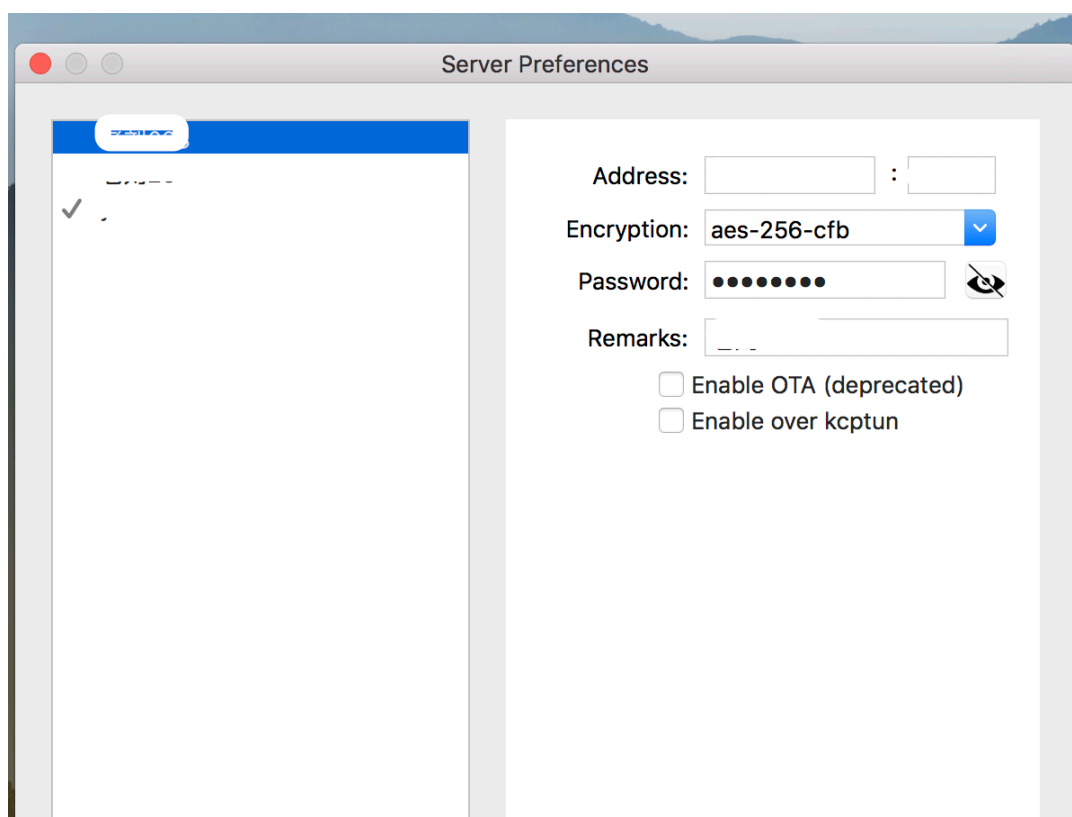 Server Preferences
Address:
:
Encryption: aes-256-cfb
Password: ●●●●●●●●
Remarks:
Enable OTA (deprecated)
Enable over kcptun